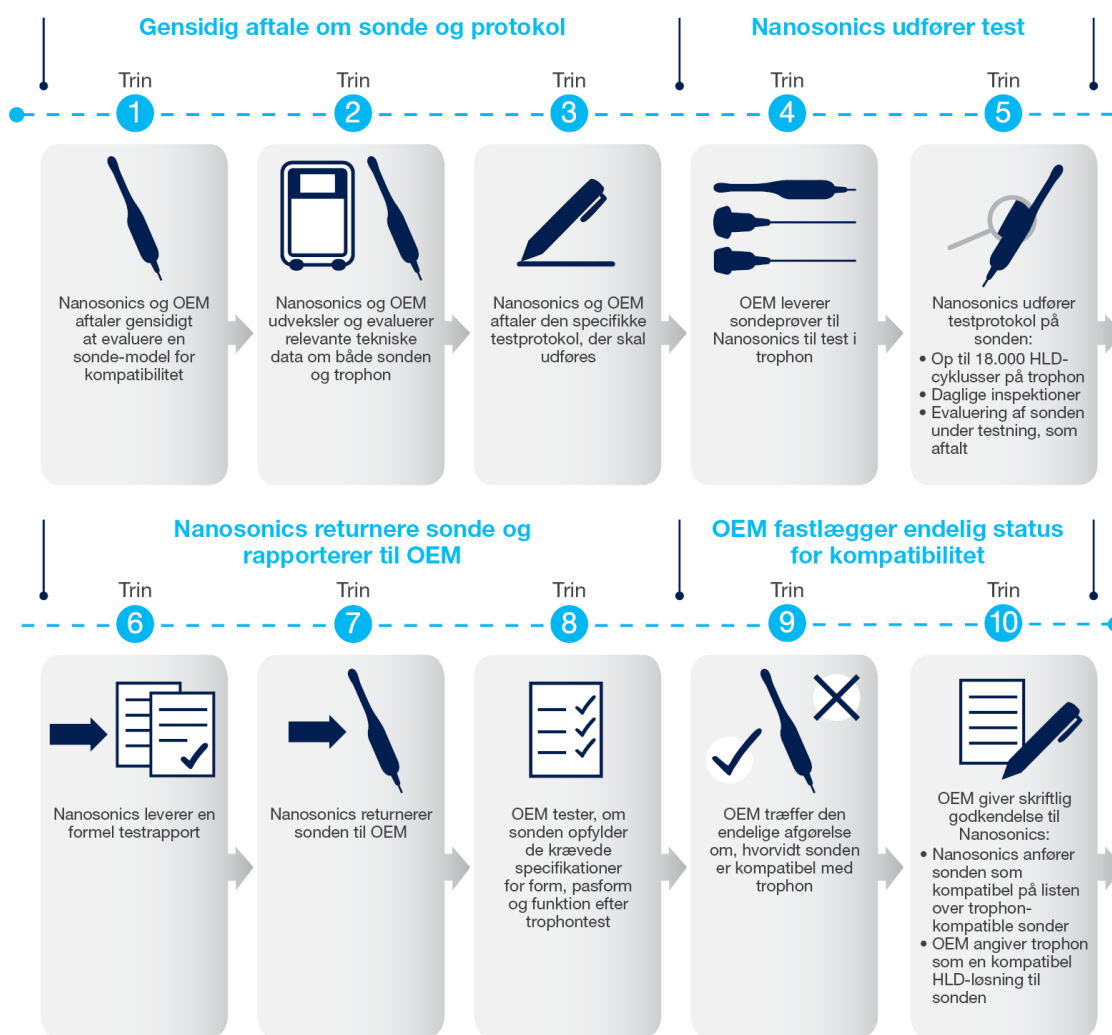 Gensidig aftale om sonde og protokol
Nanosonics udfører test
Trin
1
Trin
2
Trin
3
Trin
4
Trin
5
Nanosonics og OEM
aftaler gensidigt
at evaluere en
sonde-model for
kompatibilitet
Nanosonics og OEM
udveksler og evaluerer
relevante tekniske
data om både sonden
og trophon
Nanosonics og OEM
aftaler den specifikke
testprotokol, der skal
udføres
OEM leverer
sondeprøver til
Nanosonics til test i
trophon
Nanosonics udfører
testprotokol på
sonden:
• Op til 18.000 HLD-
cyklusser på trophon
• Daglige inspektioner
• Evaluering af sonden
under testning, som
aftalt
Nanosonics returnere sonde og
rapporterer til OEM
OEM fastlægger endelig status
for kompatibilitet
Trin
6
Trin
7
Trin
8
Trin
9
Trin
10
Nanosonics leverer en
formel testrapport
Nanosonics returnerer
sonden til OEM
OEM tester, om
sonden opfylder
de krævede
specifikationer
for form, pasform
og funktion efter
trophontest
OEM træffer den
endelige afgørelse
om, hvorvidt sonden
er kompatibel med
trophon
OEM giver skriftlig
godkendelse til
Nanosonics:
• Nanosonics anfører
sonden som
kompatibel på listen
over trophon-
kompatible sonder
• OEM angiver trophon
som en kompatibel
HLD-løsning til
sonden